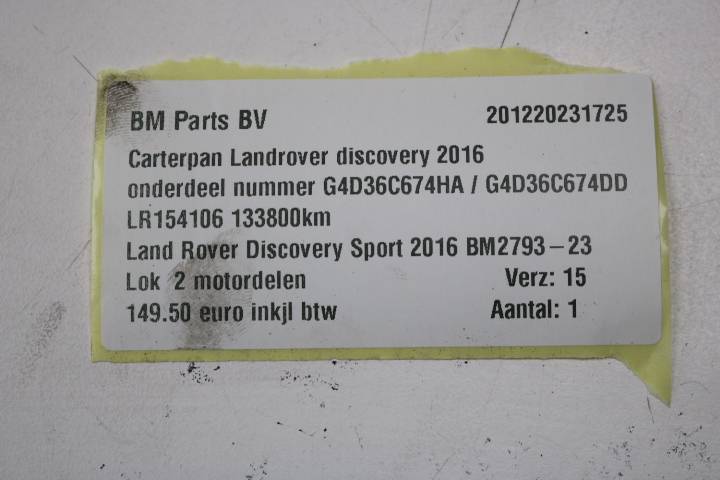 BM Parts BV 201220231725
Carterpan Landrover discovery 2016
onderdeel nummer G4D36C674HA / G4D36C674DD
LR154106 133800km
Land Rover Discovery Sport 2016 BM2793-23
Lok 2 motordelen Verz: 15
149.50 euro inkjl btw Aantal: 1